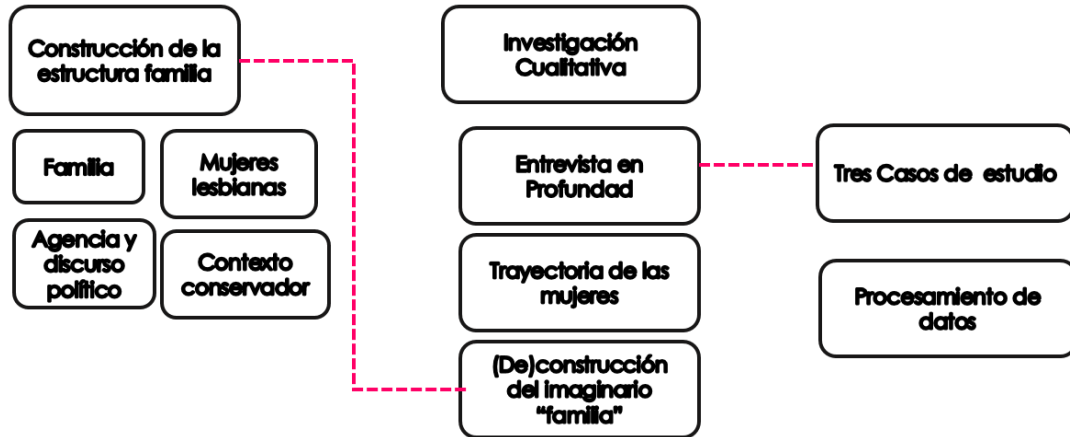 Construcción de la
estructura familia
Familia
Mujeres
lesbianas
Agencia y
discurso
político
Contexto
conservador
Investigación
Cualitativa
Entrevista en
Profundad
Trayectoria de las
mujeres
(De)construcción
del imaginario
“familia”
Tres Casos de estudio
Procesamiento de
datos